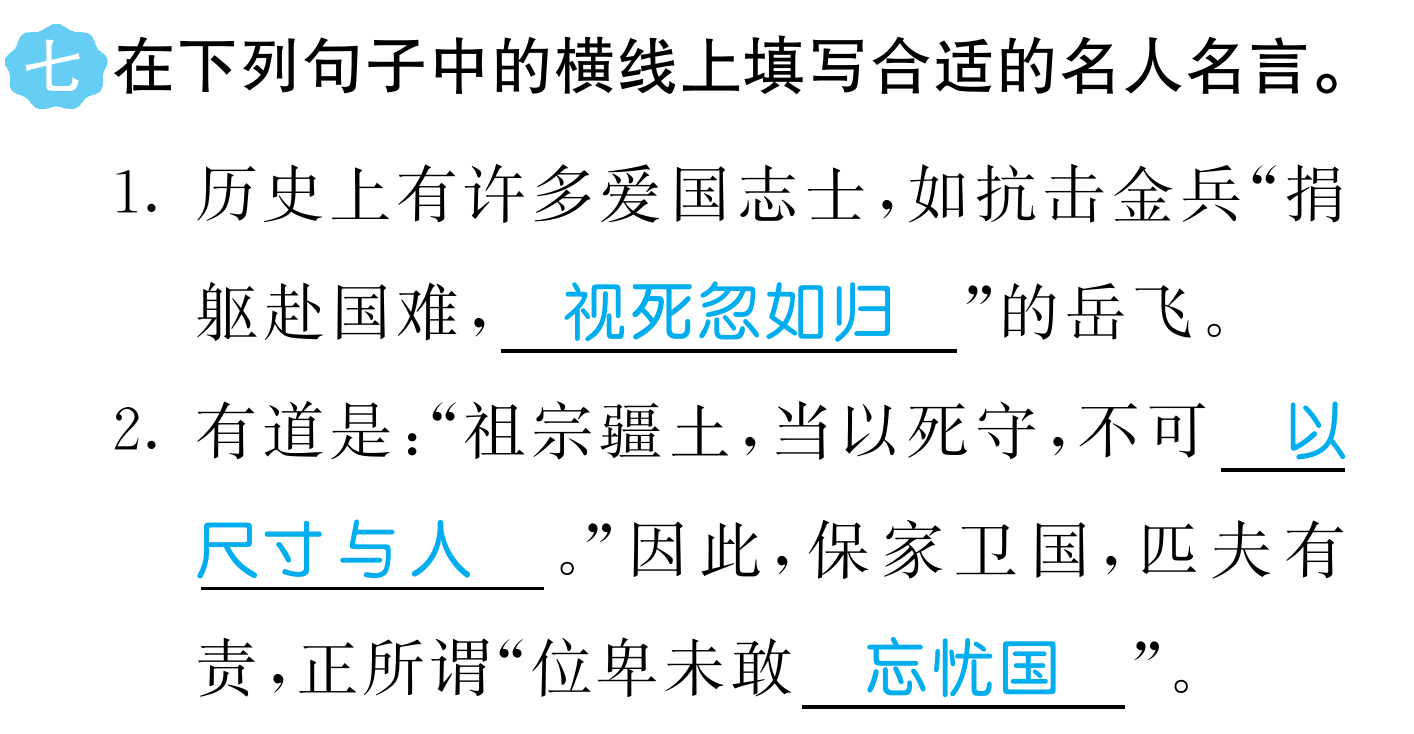 七 在下列句子中的横线上填写合适的名人名言。
1. 历史上有许多爱国志士,如抗击金兵“捐
躯赴国难,视死忽如归”的岳飞。
2. 有道是:“祖宗疆土,当以死守,不可以
尺寸与人。”因此,保家卫国,匹夫有
责,正所谓“位卑未敢忘忧国”。